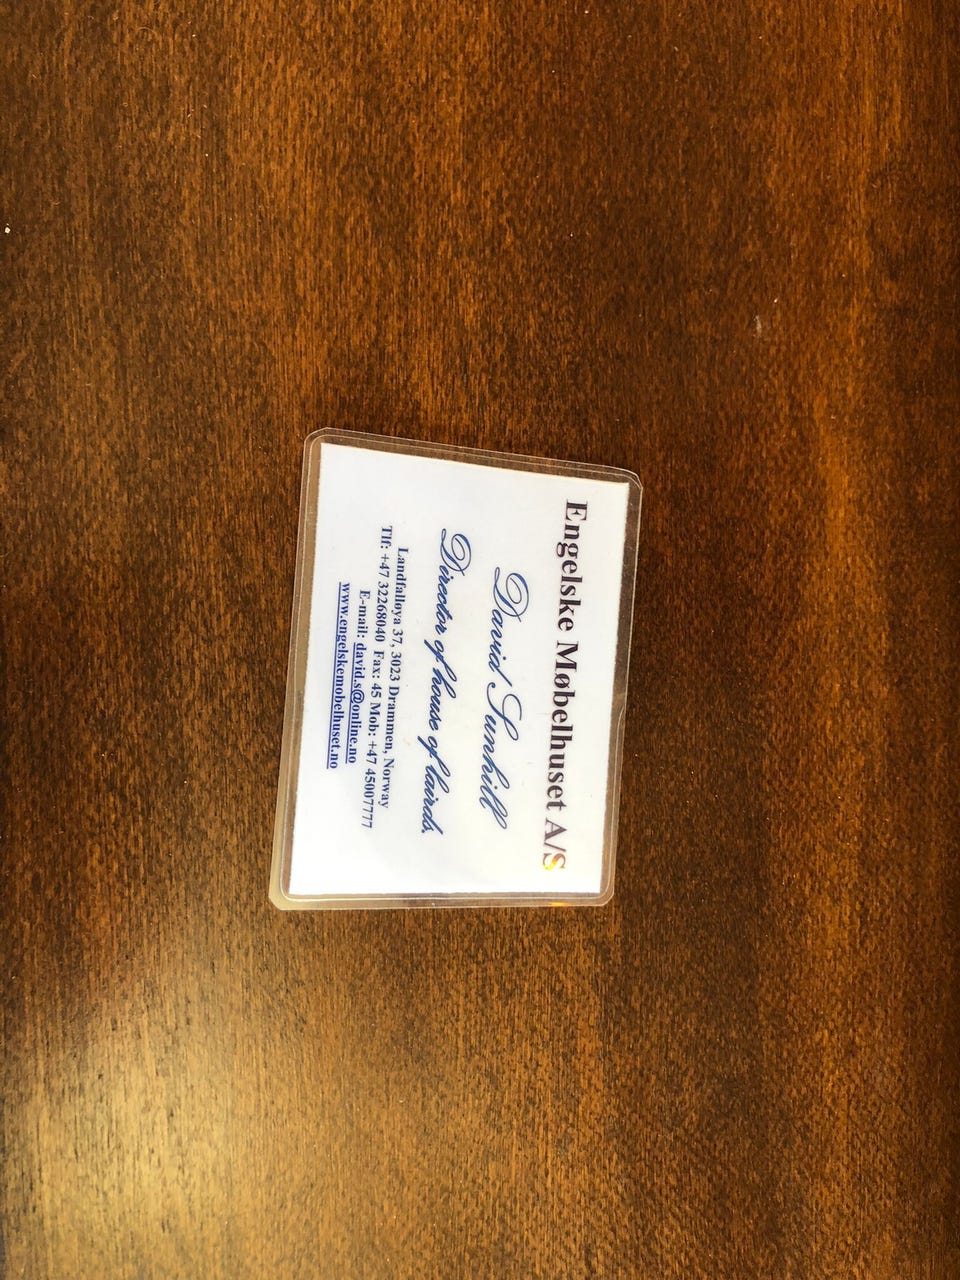 Engelske Møbelhuset A/S
David Sunhill
Director of house of lairds.
Landfalloya 37, 3023 Drammen, Norway
Tlf: +47 32268040 Fax: 45 Mob: +47 45007777
E-mail: david.s@online.no
www.engelskemobelhuset.no